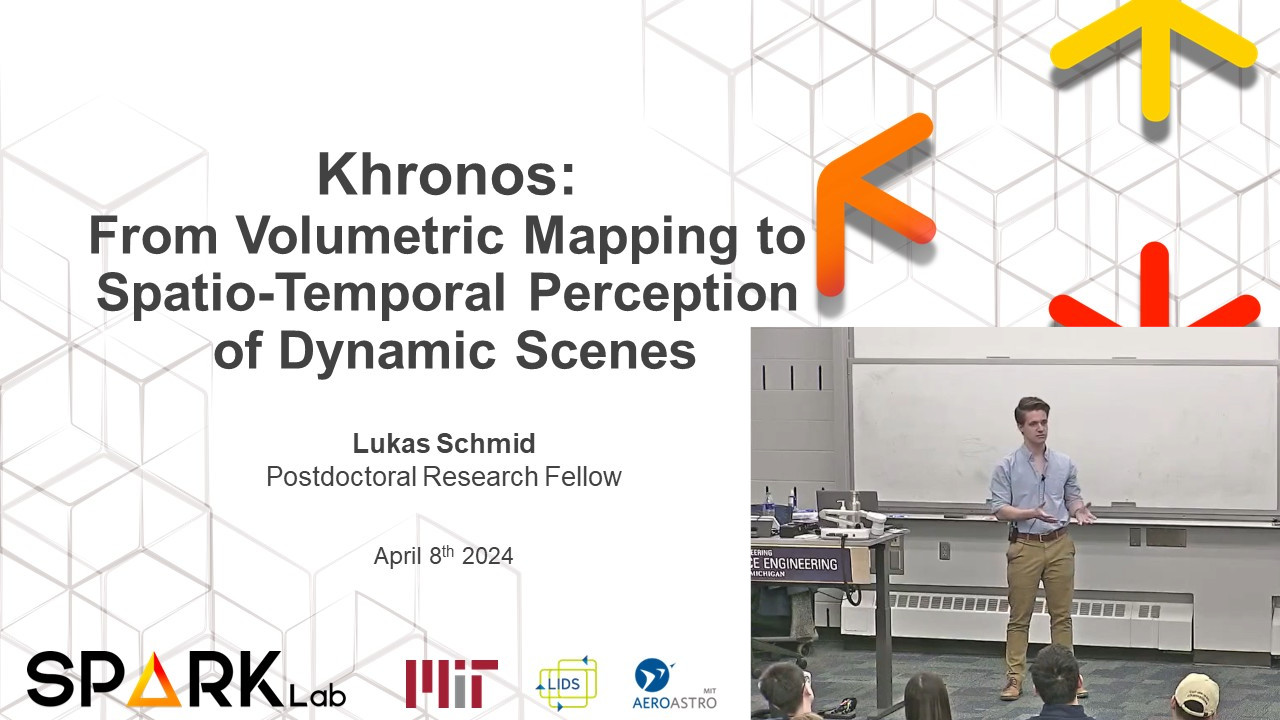 Khronos:
From Volumetric Mapping to
Spatio-Temporal Perception
of Dynamic Scenes
Lukas Schmid
Postdoctoral Research Fellow
April 8th 2024
SPARK Lab
MIT
LIDS
MIT
AEROASTRO
CE ENGINEERING
MICHIGAN